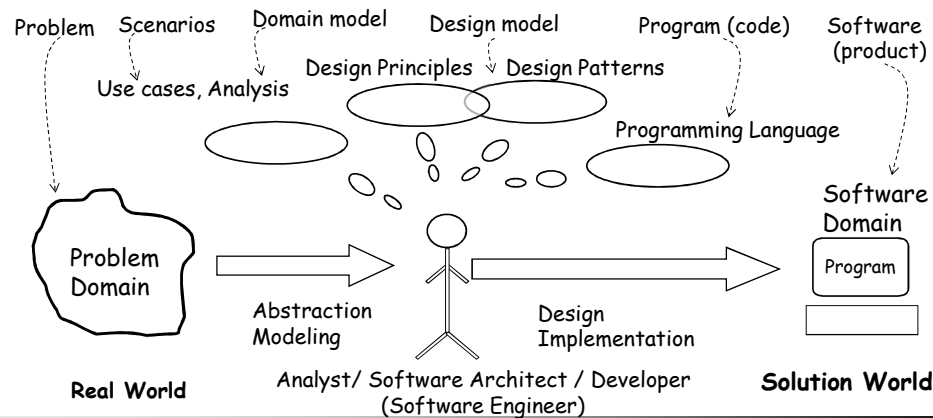 Problem
Scenarios
Domain model
Design model
Program (code)
Software
(product)
Use cases, Analysis
Design Principles
Design Patterns
Programming Language
Problem
Domain
Abstraction
Modeling
Design
Implementation
Software
Domain
Program
Real World
Analyst/ Software Architect / Developer
(Software Engineer)
Solution World